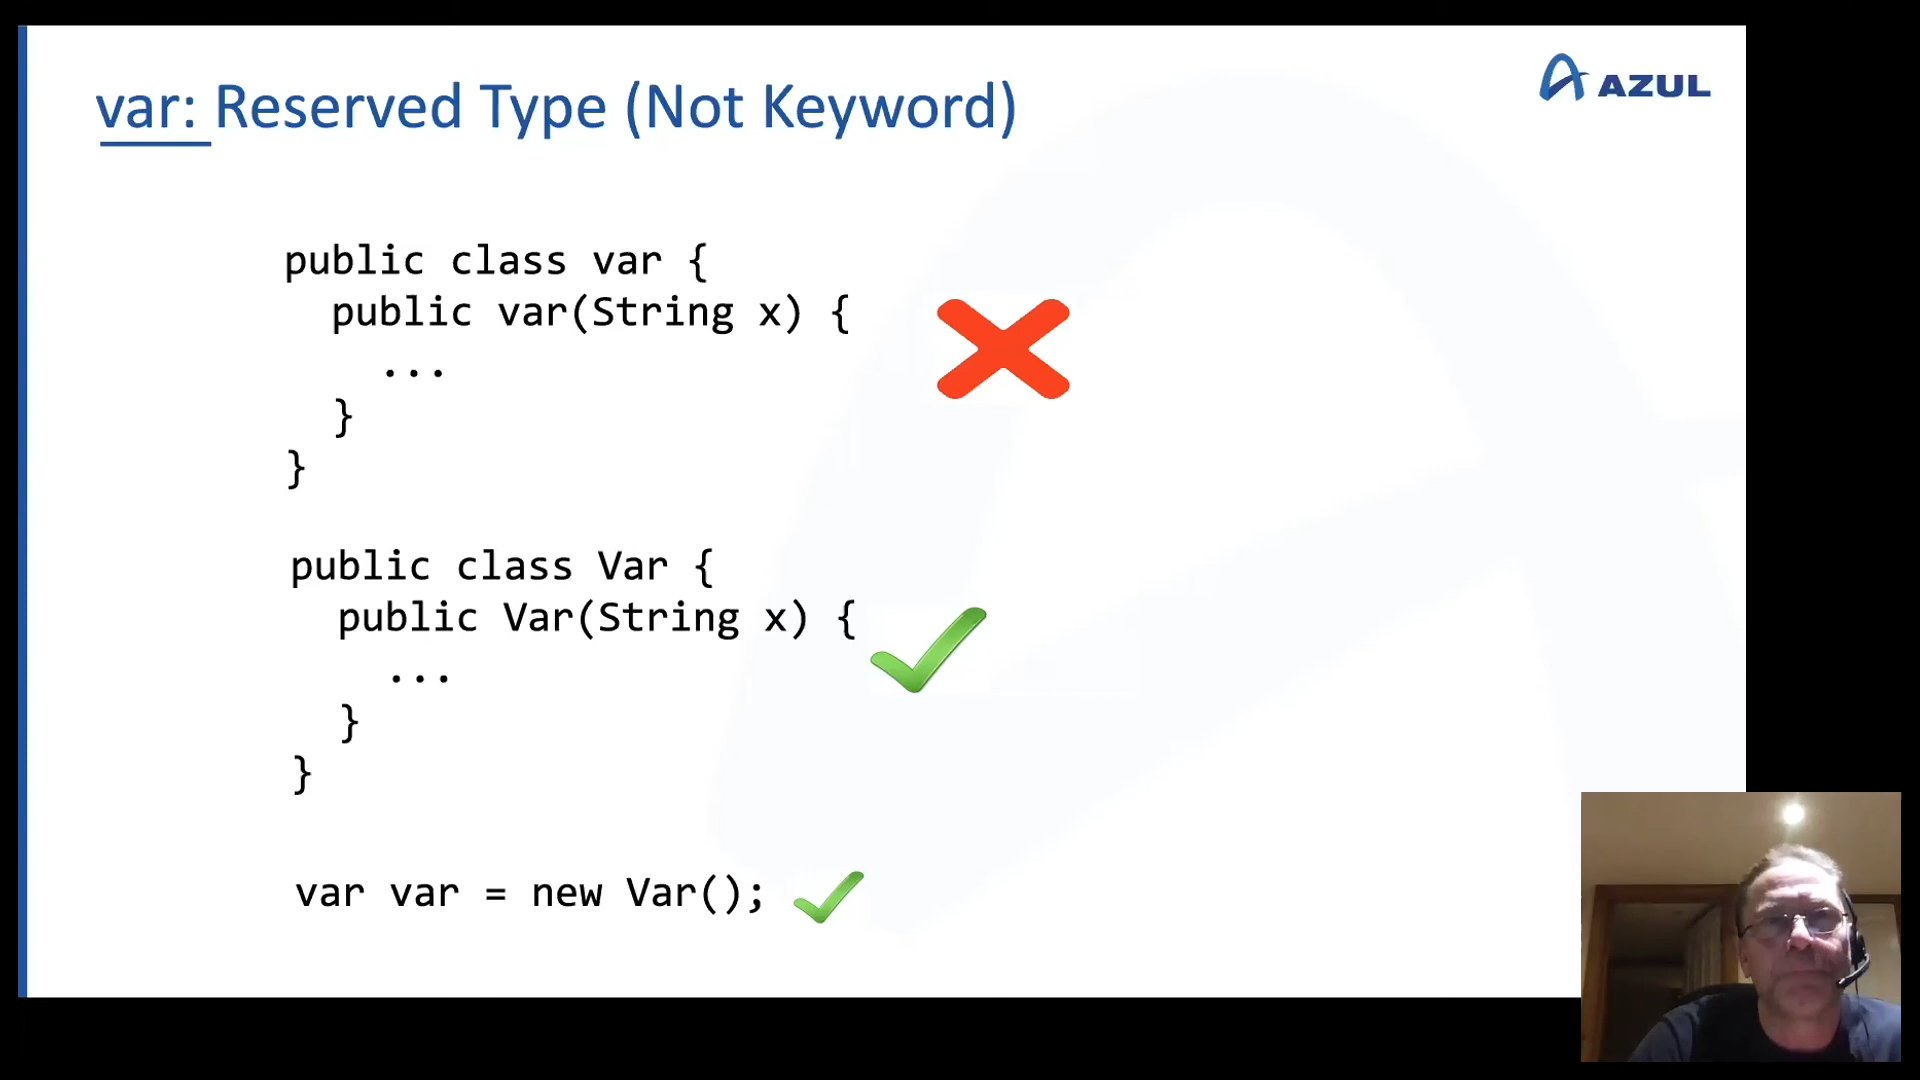 var: Reserved Type (Not Keyword)
AZUL
public class var {
public var(String x) {
...
}
}
public class Var {
public Var(String x) {
...
}
}
var var = new Var();